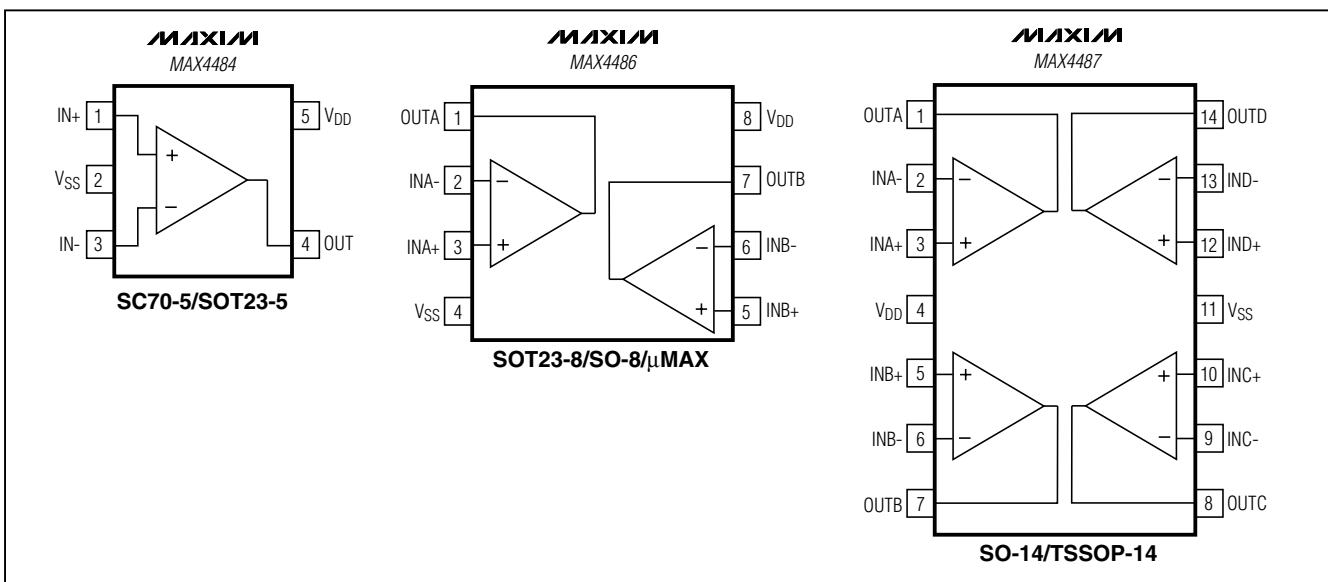 MAXIM
MAX4484
IN+ 1
5 VDD
+
VSS 2
−
IN- 3
4 OUT
SC70-5/SOT23-5
MAXIM
MAX4486
OUTA 1
8 VDD
INA- 2 −
7 OUTB
INA+ 3 +
− 6 INB-
VSS 4
+ 5 INB+
SOT23-8/SO-8/µMAX
MAXIM
MAX4487
OUTA 1
14 OUTD
INA- 2 −
− 13 IND-
INA+ 3 +
+ 12 IND+
VDD 4
11 VSS
INB+ 5 +
+ 10 INC+
INB- 6 −
− 9 INC-
OUTB 7
8 OUTC
SO-14/TSSOP-14